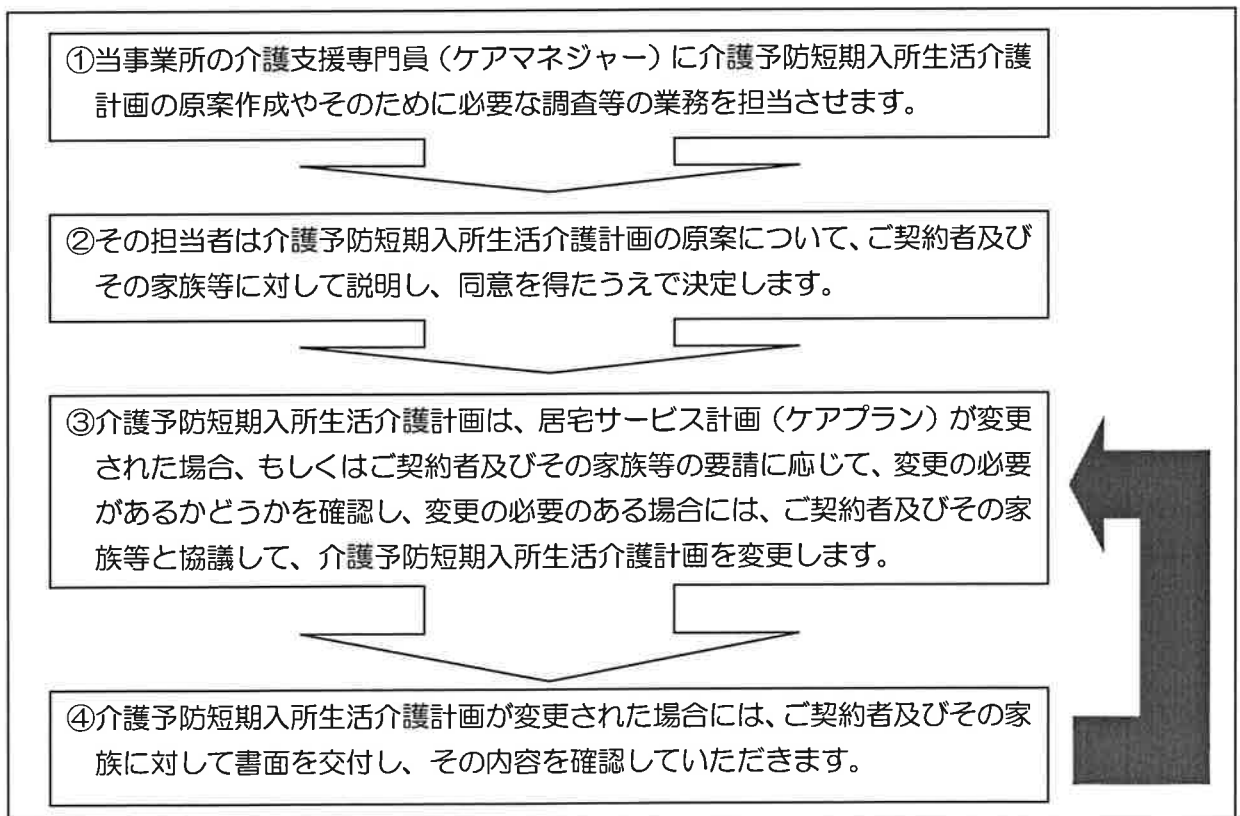 ①当事業所の介護支援専門員（ケアマネジャー）に介護予防短期入所生活介護
計画の原案作成やそのために必要な調査等の業務を担当させます。
②その担当者は介護予防短期入所生活介護計画の原案について、ご契約者及び
その家族等に対して説明し、同意を得たうえで決定します。
③介護予防短期入所生活介護計画は、居宅サービス計画（ケアプラン）が変更
された場合、もしくはご契約者及びその家族等の要請に応じて、変更の必要
があるかどうかを確認し、変更の必要のある場合には、ご契約者及びその家
族等と協議して、介護予防短期入所生活介護計画を変更します。
④介護予防短期入所生活介護計画が変更された場合には、ご契約者及びその家
族に対して書面を交付し、その内容を確認していただきます。